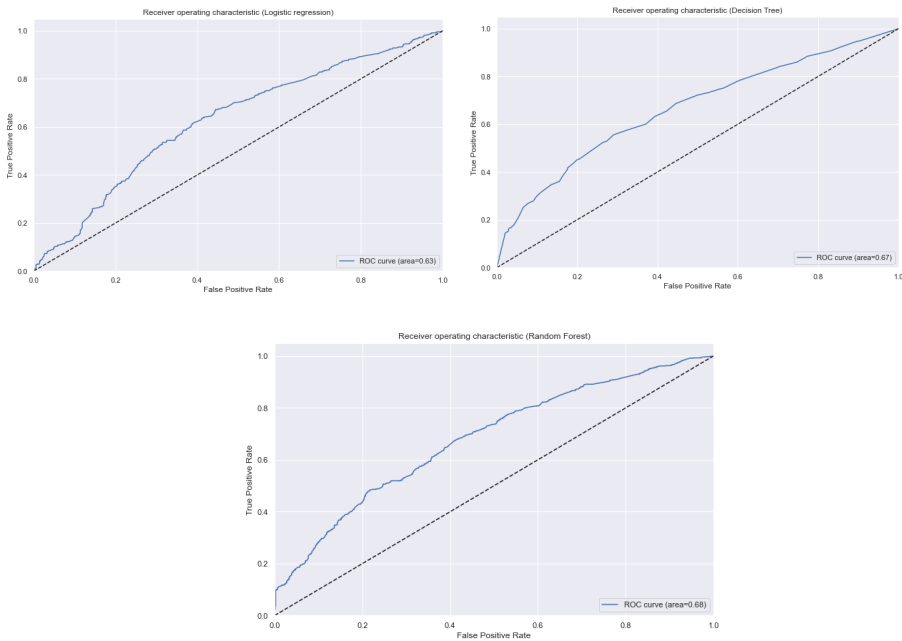 Receiver operating characteristic (Logistic regression)
1.0
0.8
0.6
0.4
0.2
0.0
True Positive Rate
0.0 0.2 0.4 0.6 0.8 1.0
False Positive Rate
ROC curve (area=0.63)
Receiver operating characteristic (Decision Tree)
1.0
0.8
0.6
0.4
0.2
0.0
True Positive Rate
0.0 0.2 0.4 0.6 0.8 1.0
False Positive Rate
ROC curve (area=0.67)
Receiver operating characteristic (Random Forest)
1.0
0.8
0.6
0.4
0.2
0.0
True Positive Rate
0.0 0.2 0.4 0.6 0.8 1.0
False Positive Rate
ROC curve (area=0.68)